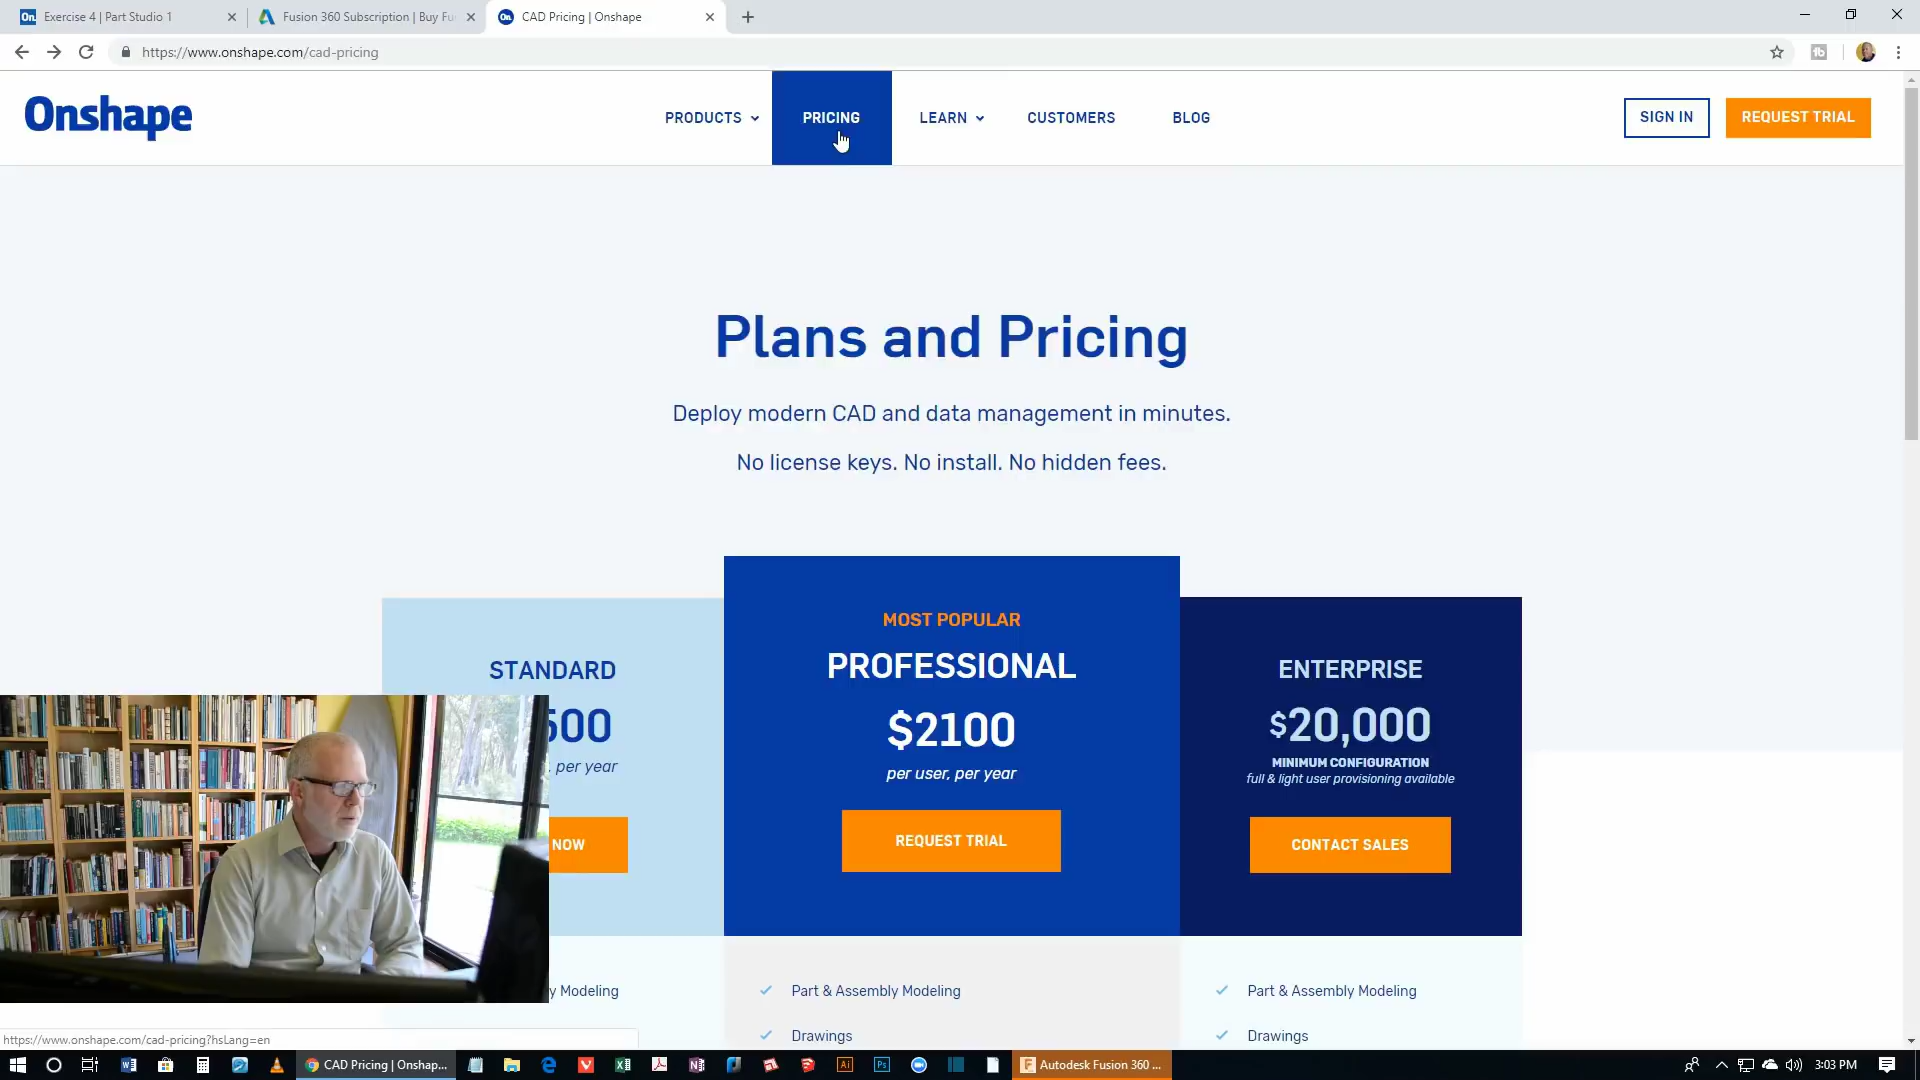 Exercise 4 | Part Studio 1
Fusion 360 Subscription | Buy Fu
CAD Pricing | Onshape
https://www.onshape.com/cad-pricing
Onshape
PRODUCTS
PRICING
LEARN
CUSTOMERS
BLOG
SIGN IN
REQUEST TRIAL
Plans and Pricing
Deploy modern CAD and data management in minutes.
No license keys. No install. No hidden fees.
STANDARD
500
, per year
NOW
MOST POPULAR
PROFESSIONAL
$2100
per user, per year
REQUEST TRIAL
ENTERPRISE
$20,000
MINIMUM CONFIGURATION
full & light user provisioning available
CONTACT SALES
y Modeling
Part & Assembly Modeling
Drawings
Part & Assembly Modeling
Drawings
https://www.onshape.com/cad-pricing?hsLang=en
CAD Pricing | Onshap...
Autodesk Fusion 360 ...
3:03 PM